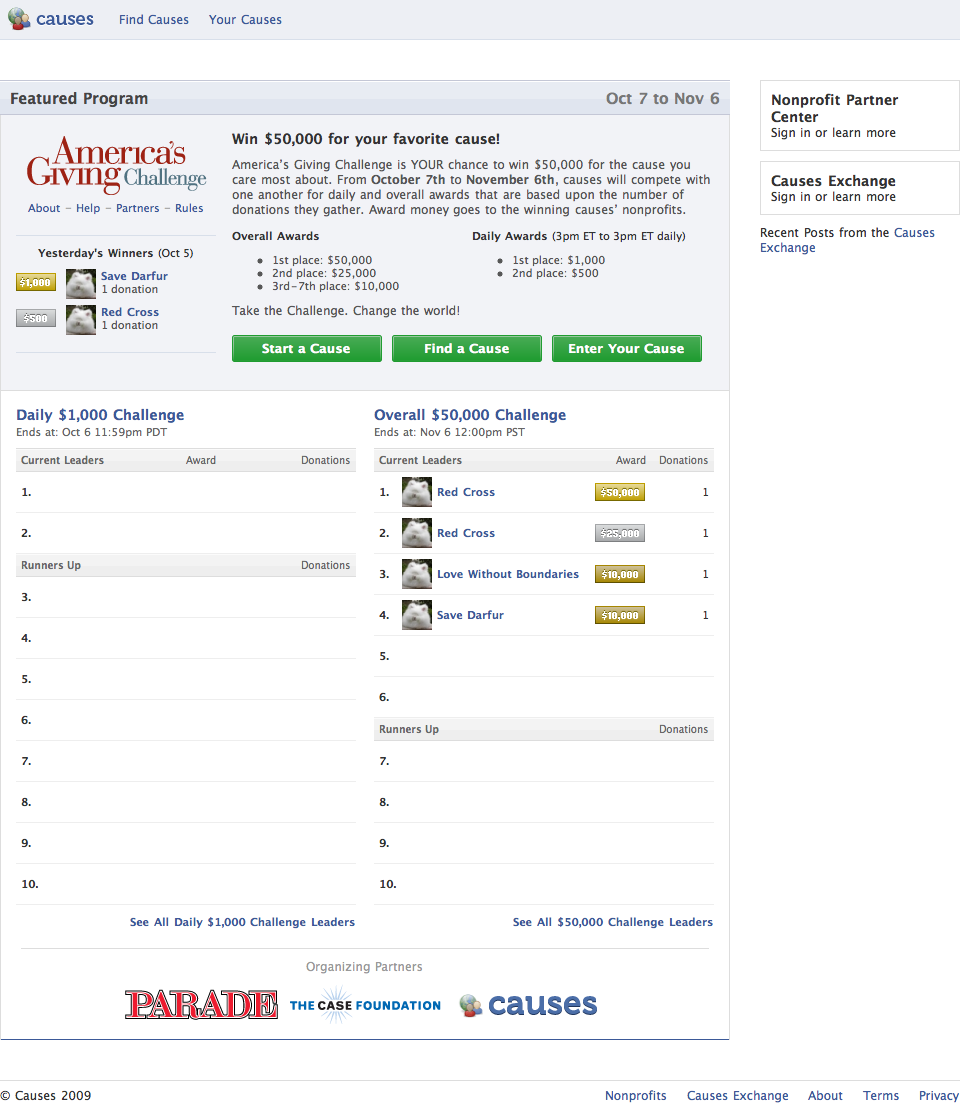 causes Find Causes Your Causes
Featured Program Oct 7 to Nov 6
America's
Giving Challenge
About – Help – Partners – Rules
Yesterday's Winners (Oct 5)
$1,000 Save Darfur
1 donation
$500 Red Cross
1 donation
Win $50,000 for your favorite cause!
America's Giving Challenge is YOUR chance to win $50,000 for the cause you
care most about. From October 7th to November 6th, causes will compete with
one another for daily and overall awards that are based upon the number of
donations they gather. Award money goes to the winning causes' nonprofits.
Overall Awards
1st place: $50,000
2nd place: $25,000
3rd-7th place: $10,000
Daily Awards (3pm ET to 3pm ET daily)
1st place: $1,000
2nd place: $500
Take the Challenge. Change the world!
Start a Cause Find a Cause Enter Your Cause
Daily $1,000 Challenge
Ends at: Oct 6 11:59pm PDT
Current Leaders Award Donations
1.
2.
Runners Up Donations
3.
4.
5.
6.
7.
8.
9.
10.
See All Daily $1,000 Challenge Leaders
Overall $50,000 Challenge
Ends at: Nov 6 12:00pm PST
Current Leaders Award Donations
1. Red Cross $50,000 1
2. Red Cross $25,000 1
3. Love Without Boundaries $10,000 1
4. Save Darfur $10,000 1
5.
6.
Runners Up Donations
7.
8.
9.
10.
See All $50,000 Challenge Leaders
Organizing Partners
PARADE THE CASE FOUNDATION causes
Nonprofit Partner
Center
Sign in or learn more
Causes Exchange
Sign in or learn more
Recent Posts from the Causes
Exchange
© Causes 2009 Nonprofits Causes Exchange About Terms Privacy